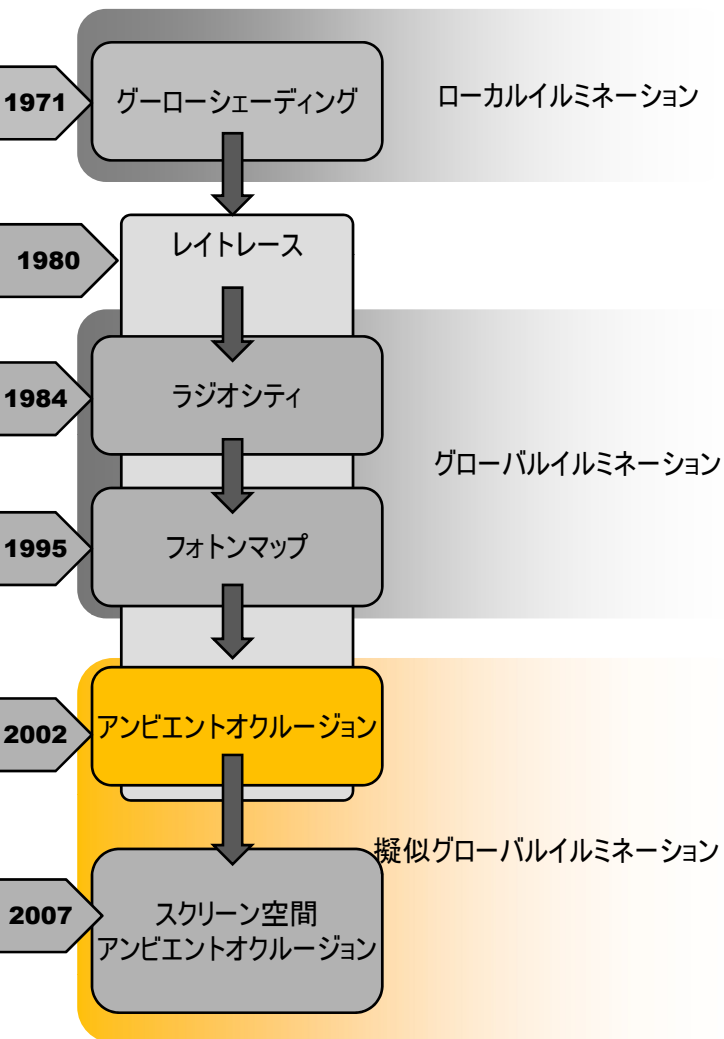 1971
グーローシェーディング
ローカルイルミネーション
1980
レイトレース
1984
ラジオシティ
グローバルイルミネーション
1995
フォトンマップ
2002
アンビエントオクルージョン
擬似グローバルイルミネーション
2007
スクリーン空間
アンビエントオクルージョン